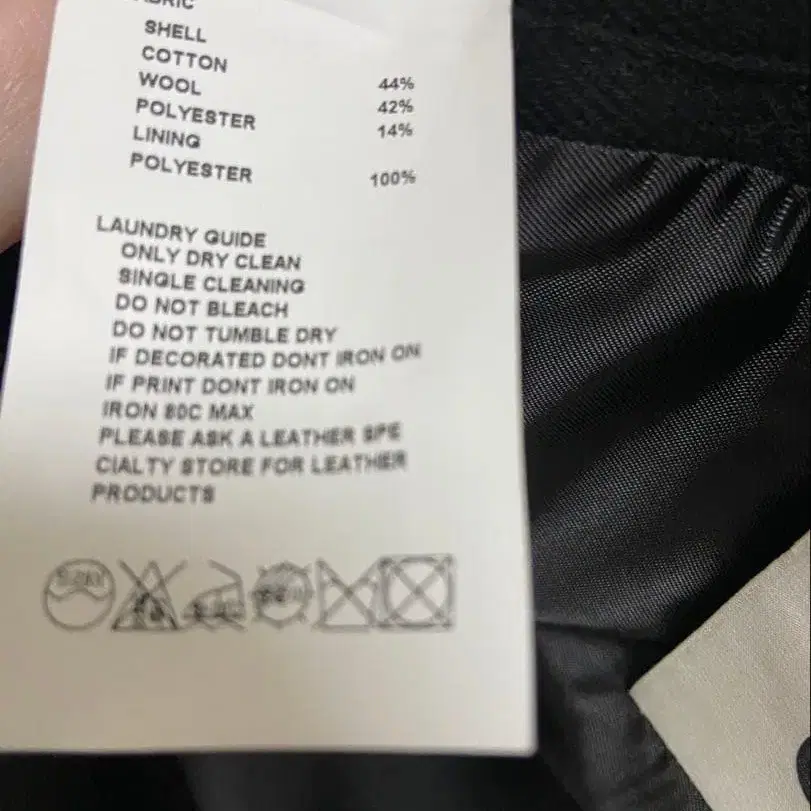 FABRIC
SHELL
COTTON 44%
WOOL 42%
POLYESTER 14%
LINING
POLYESTER 100%
LAUNDRY GUIDE
ONLY DRY CLEAN
SINGLE CLEANING
DO NOT BLEACH
DO NOT TUMBLE DRY
IF DECORATED DONT IRON ON
IF PRINT DONT IRON ON
IRON 80C MAX
PLEASE ASK A LEATHER SPE
CIALTY STORE FOR LEATHER
PRODUCTS